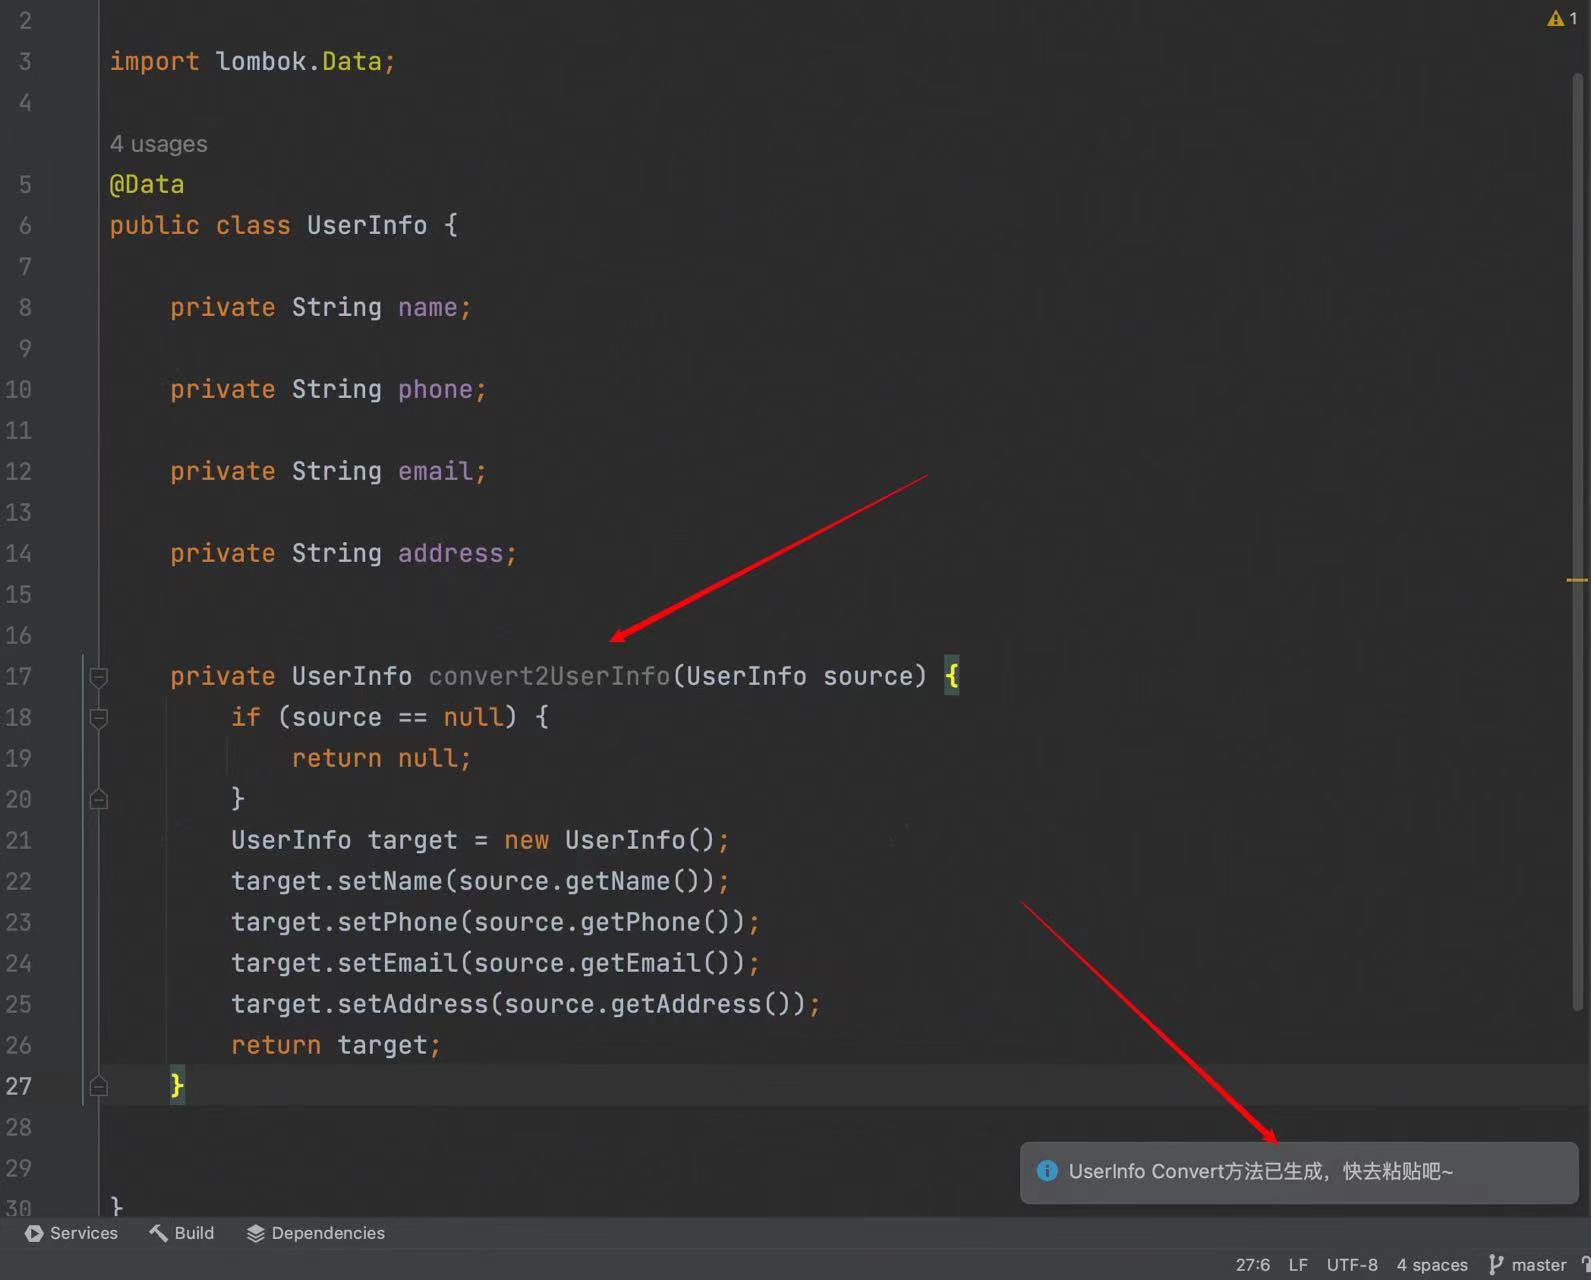 1
2
3 import lombok.Data;
4
4 usages
5 @Data
6 public class UserInfo {
7
8 private String name;
9
10 private String phone;
11
12 private String email;
13
14 private String address;
15
16
17 private UserInfo convert2UserInfo(UserInfo source) {
18 if (source == null) {
19 return null;
20 }
21 UserInfo target = new UserInfo();
22 target.setName(source.getName());
23 target.setPhone(source.getPhone());
24 target.setEmail(source.getEmail());
25 target.setAddress(source.getAddress());
26 return target;
27 }
28
29
UserInfo Convert方法已生成，快去粘贴吧~
30 }
Services Build Dependencies
27:6 LF UTF-8 4 spaces master